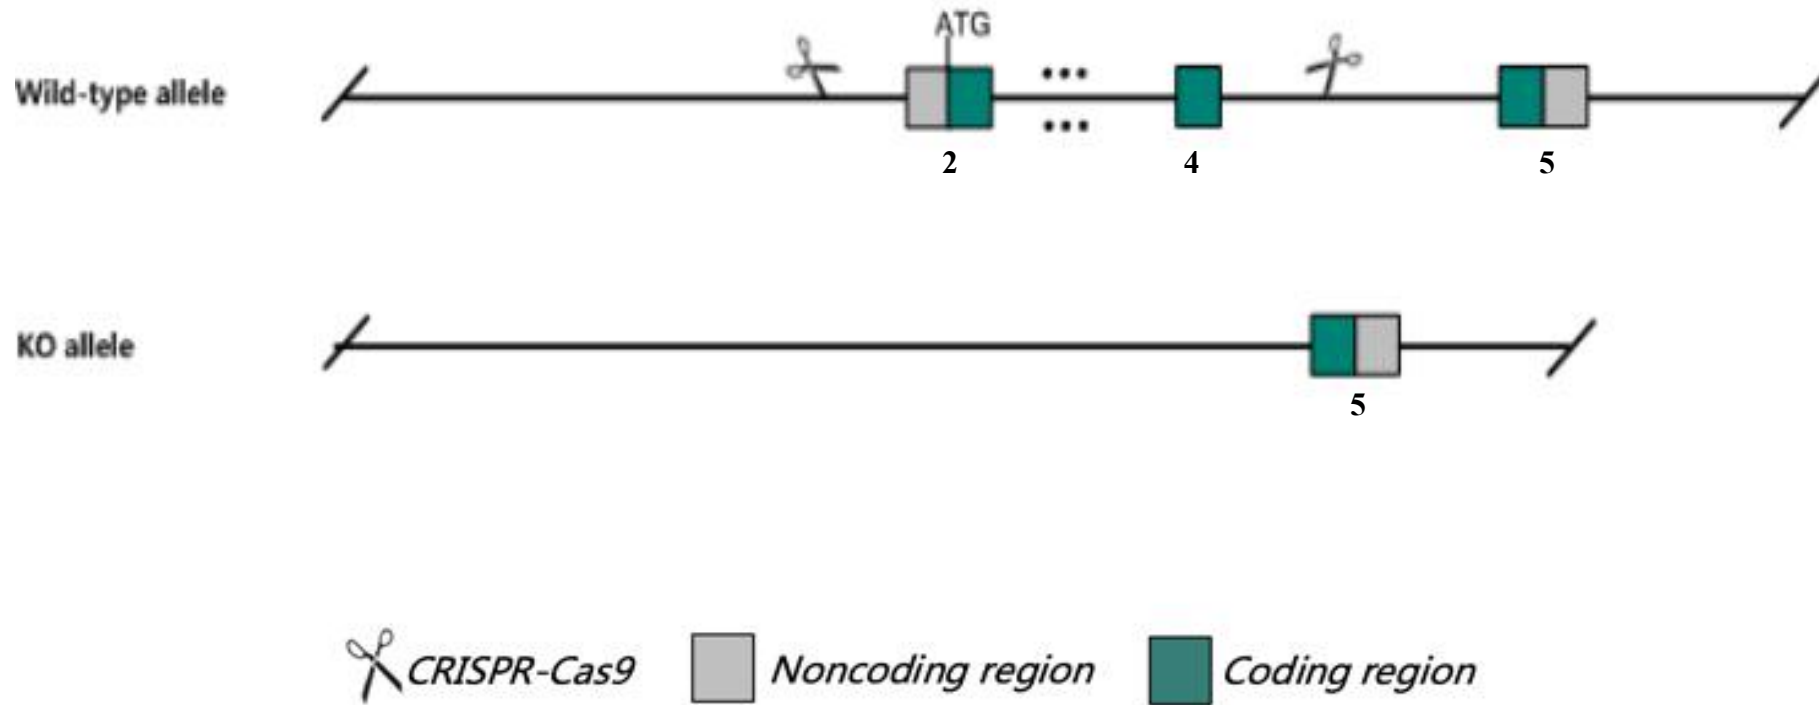 ATG
Wild-type allele
2 4 5
KO allele
5
CRISPR-Cas9 Noncoding region Coding region